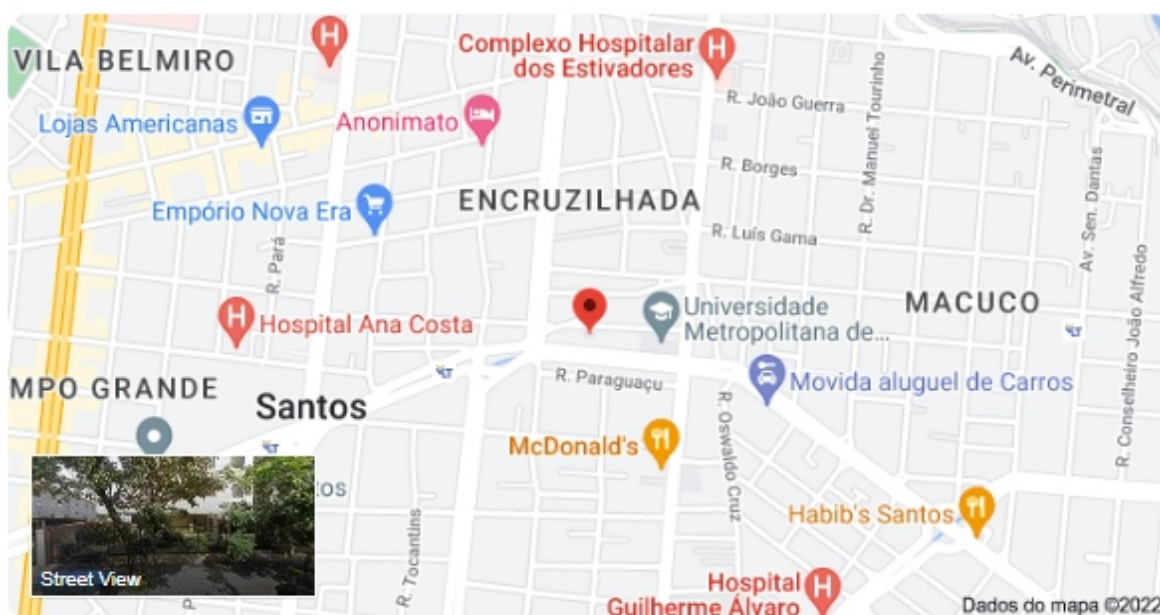 VILA BELMIRO
Complexo Hospitalar
dos Estivadores
Av. Perimetral
R. João Guerra
R. Dr. Manuel Tourinho
Lojas Americanas
Anonimato
R. Borges
Av. Sen. Dantas
Empório Nova Era
ENCRUZILHADA
R. Luís Gama
R. Pará
R. Conselheiro João Alfredo
Hospital Ana Costa
Universidade
Metropolitana de...
MACUCO
MPO GRANDE
Santos
R. Paraguaçu
Movida aluguel de Carros
R. Oswaldo Cruz
McDonald's
os
Habib's Santos
R. Tocantins
Street View
Hospital
Guilherme Álvaro
Dados do mapa ©2022